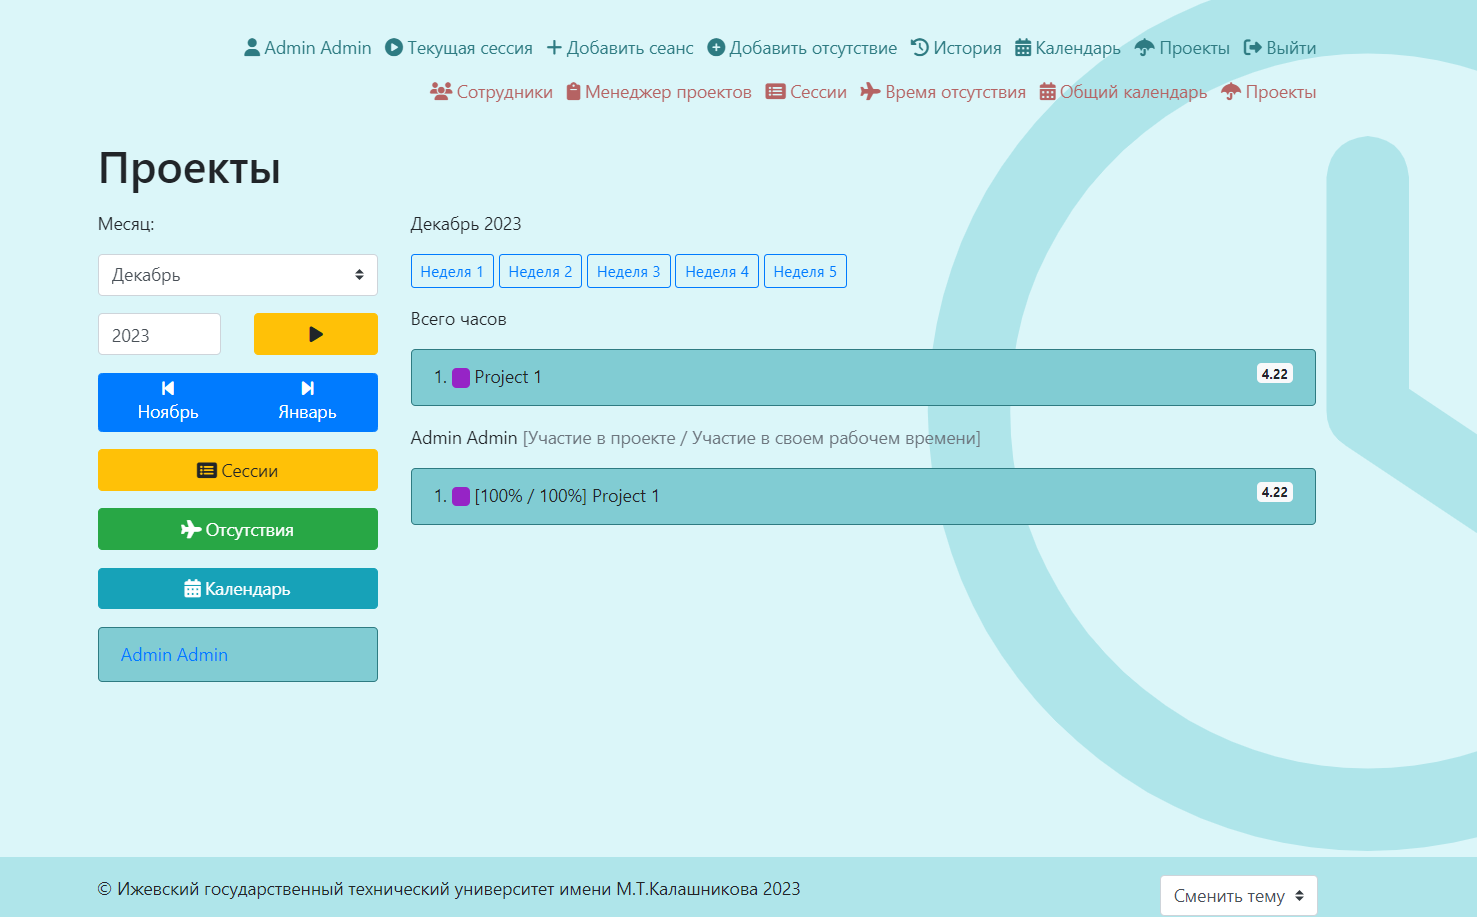 Admin Admin Текущая сессия Добавить сеанс Добавить отсутствие История Календарь Проекты Выйти
Сотрудники Менеджер проектов Сессии Время отсутствия Общий календарь Проекты
Проекты
Месяц:
Декабрь
2023
Ноябрь Январь
Сессии
Отсутствия
Календарь
Admin Admin
Декабрь 2023
Неделя 1 Неделя 2 Неделя 3 Неделя 4 Неделя 5
Всего часов
1. Project 1 4.22
Admin Admin [Участие в проекте / Участие в своем рабочем времени]
1. [100% / 100%] Project 1 4.22
© Ижевский государственный технический университет имени М.Т.Калашникова 2023
Сменить тему